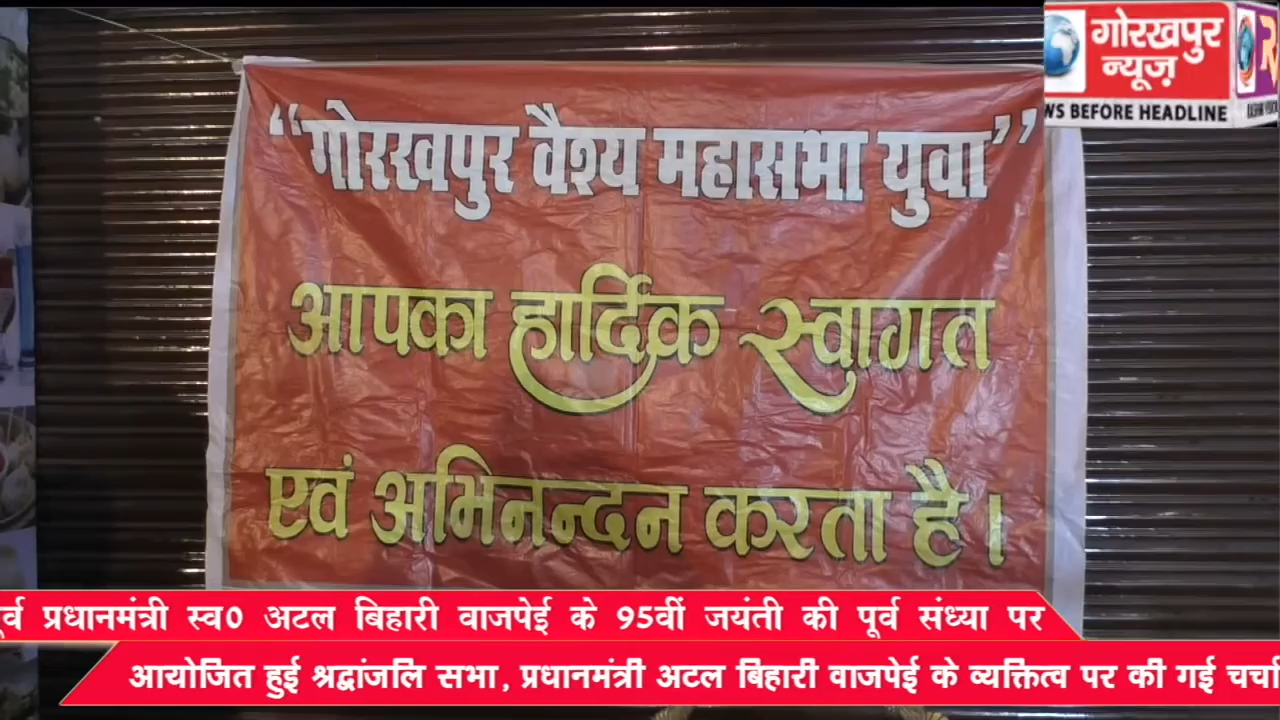 गोरखपुर
न्यूज़
WS BEFORE HEADLINE
“गोरखपुर वैश्य महासभा युवा”
आपका हार्दिक स्वागत
एवं अभिनन्दन करता है।
प्रधानमंत्री स्व0 अटल बिहारी वाजपेई के 95वीं जयंती की पूर्व संध्या पर
आयोजित हुई श्रद्वांजलि सभा, प्रधानमंत्री अटल बिहारी वाजपेई के व्यक्तित्व पर की गई चर्चा